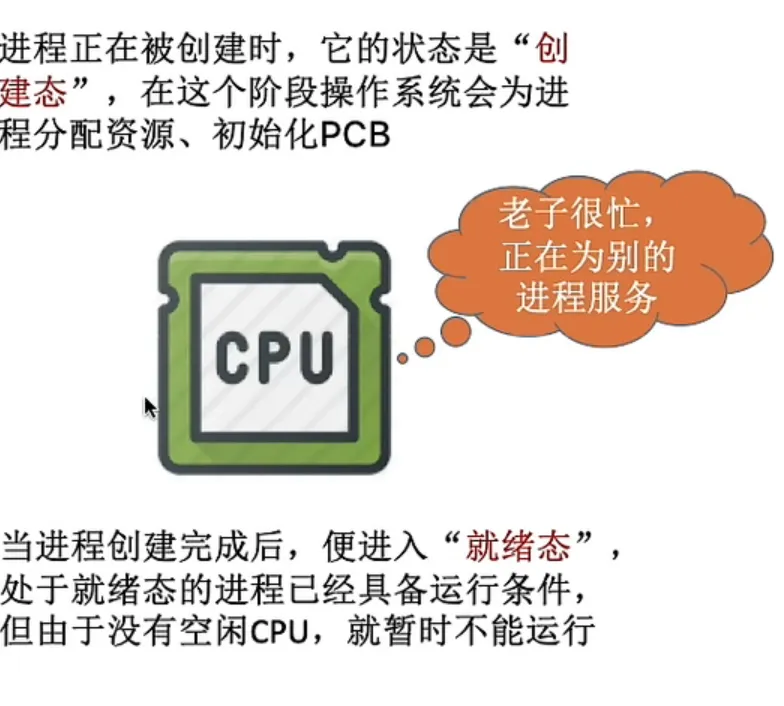 进程正在被创建时，它的状态是“创
建态”，在这个阶段操作系统会为进
程分配资源、初始化PCB
老子很忙，
正在为别的
进程服务
CPU
当进程创建完成后，便进入“就绪态”，
处于就绪态的进程已经具备运行条件，
但由于没有空闲CPU，就暂时不能运行